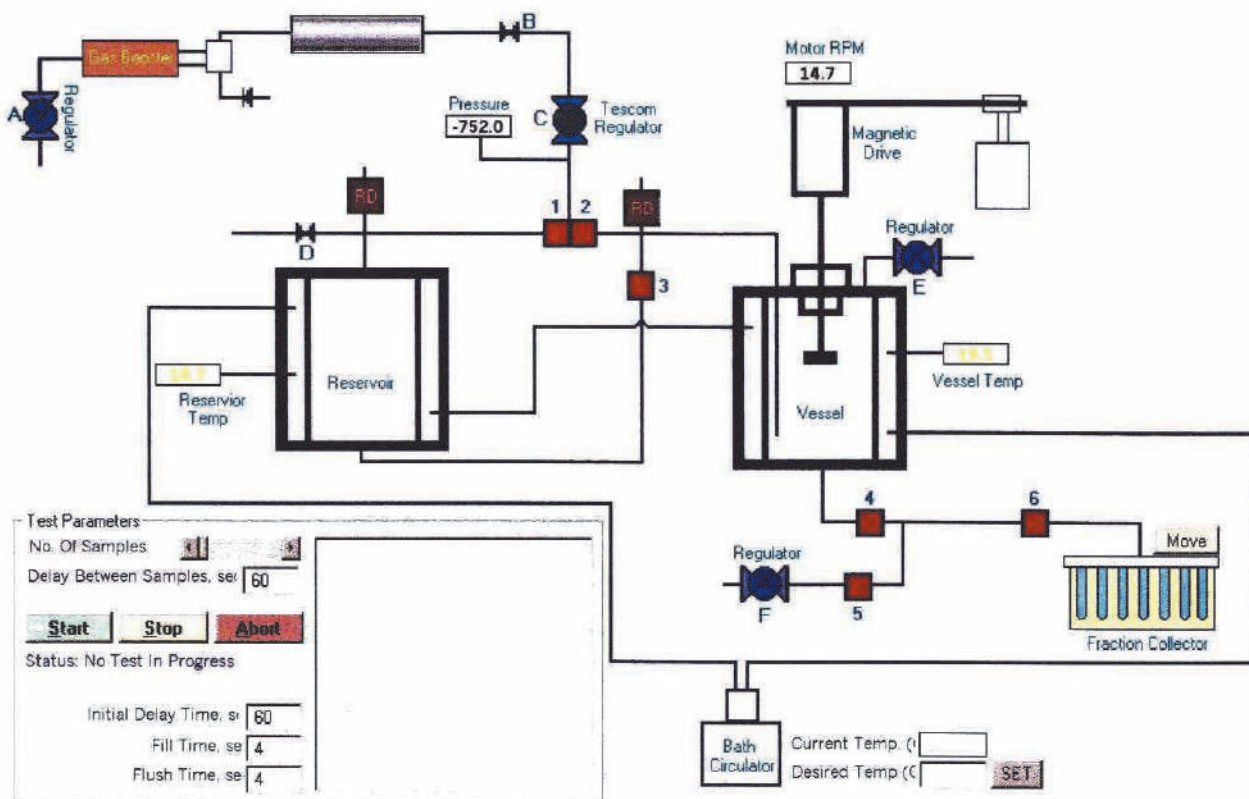 B
Motor RPM
14.7
Gas Booster
A
Regulator
Pressure
-752.0
C
Tescom
Regulator
Magnetic
Drive
RD
1
2
RD
D
Regulator
E
3
Reservoir
Reservior
Temp
Vessel Temp
Vessel
4
6
Move
Regulator
F
5
Fraction Collector
Test Parameters
No. Of Samples
Delay Between Samples, se
60
Start
Stop
Abort
Status: No Test In Progress
Initial Delay Time, s
60
Fill Time, se
4
Flush Time, se
4
Bath
Circulator
Current Temp. (
Desired Temp (C
SET